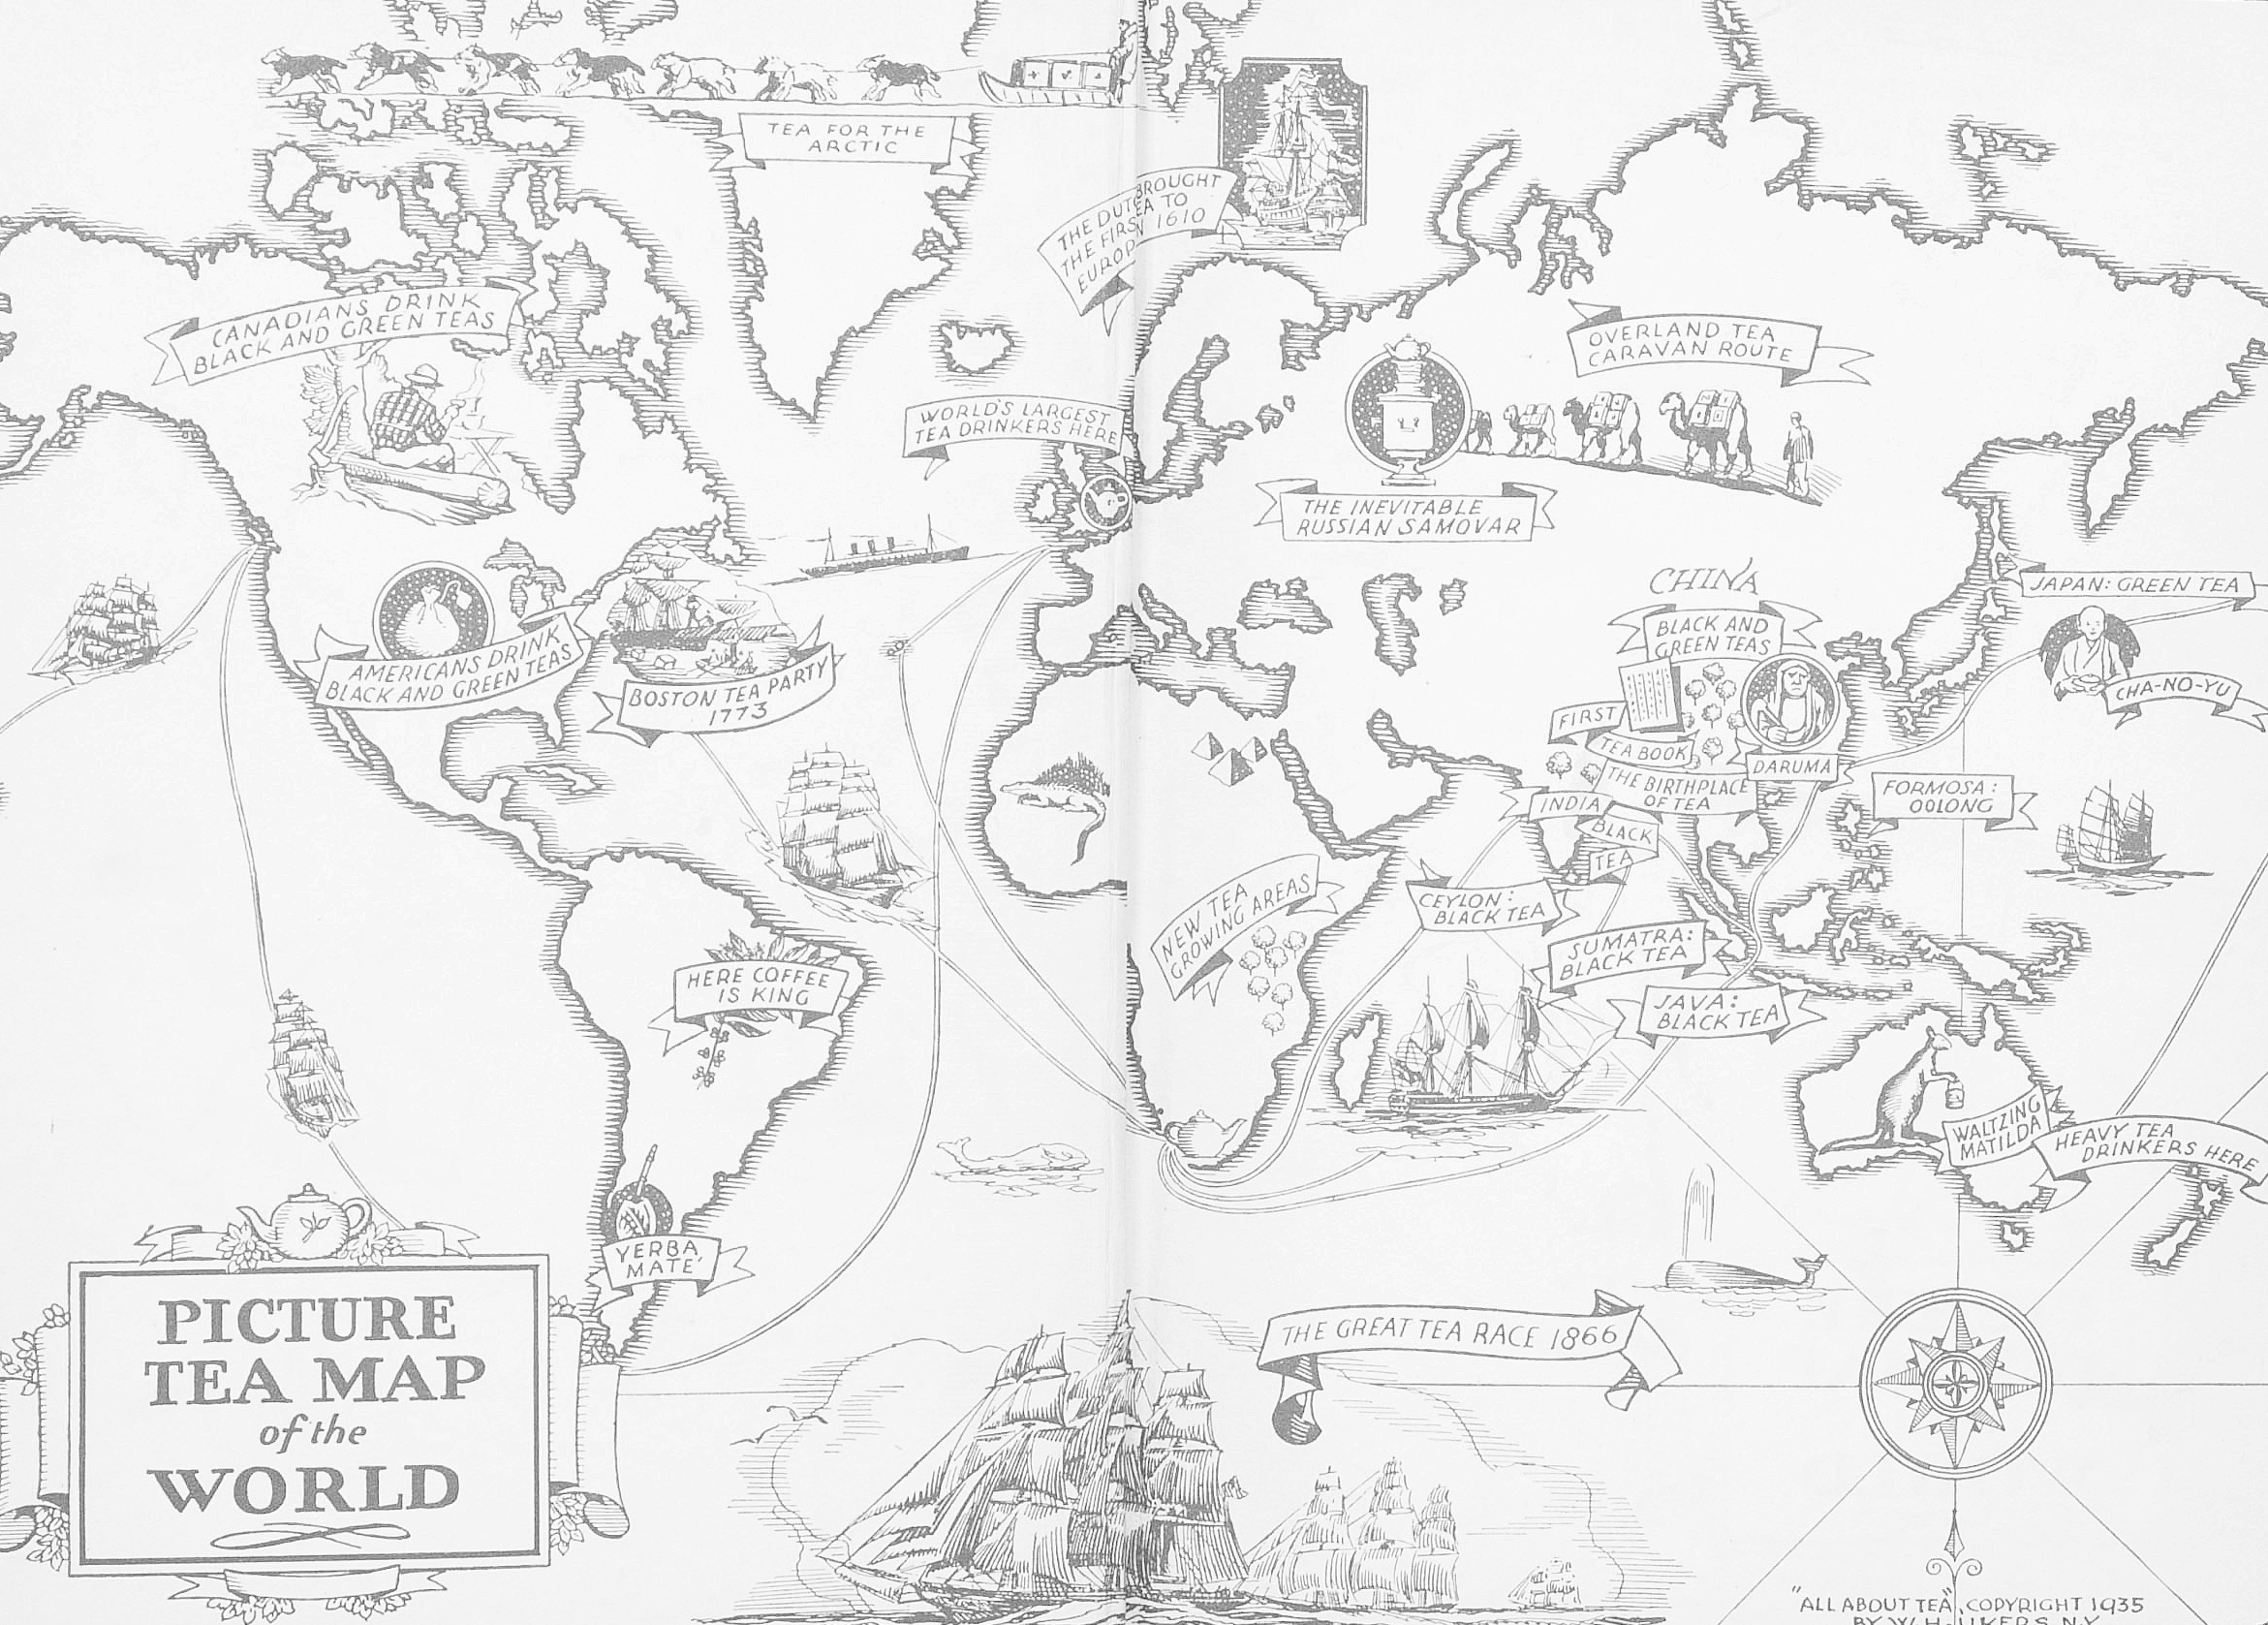 TEA FOR THE
ARCTIC
THE DUTCH BROUGHT
THE FIRST TEA TO
EUROPE IN 1610
CANADIANS DRINK
BLACK AND GREEN TEAS
OVERLAND TEA
CARAVAN ROUTE
WORLD'S LARGEST
TEA DRINKERS HERE
THE INEVITABLE
RUSSIAN SAMOVAR
CHINA
BLACK AND
GREEN TEAS
JAPAN: GREEN TEA
CHA-NO-YU
AMERICANS DRINK
BLACK AND GREEN TEAS
BOSTON TEA PARTY
1773
FIRST
TEA BOOK
DARUMA
THE BIRTHPLACE
OF TEA
FORMOSA:
OOLONG
INDIA
BLACK
TEA
NEW TEA
GROWING AREAS
CEYLON:
BLACK TEA
SUMATRA:
BLACK TEA
JAVA:
BLACK TEA
HERE COFFEE
IS KING
WALTZING
MATILDA
HEAVY TEA
DRINKERS HERE
YERBA
MATE'
PICTURE
TEA MAP
of the
WORLD
THE GREAT TEA RACE 1866
"ALL ABOUT TEA", COPYRIGHT 1935
BY W. H. UKERS, N.Y.